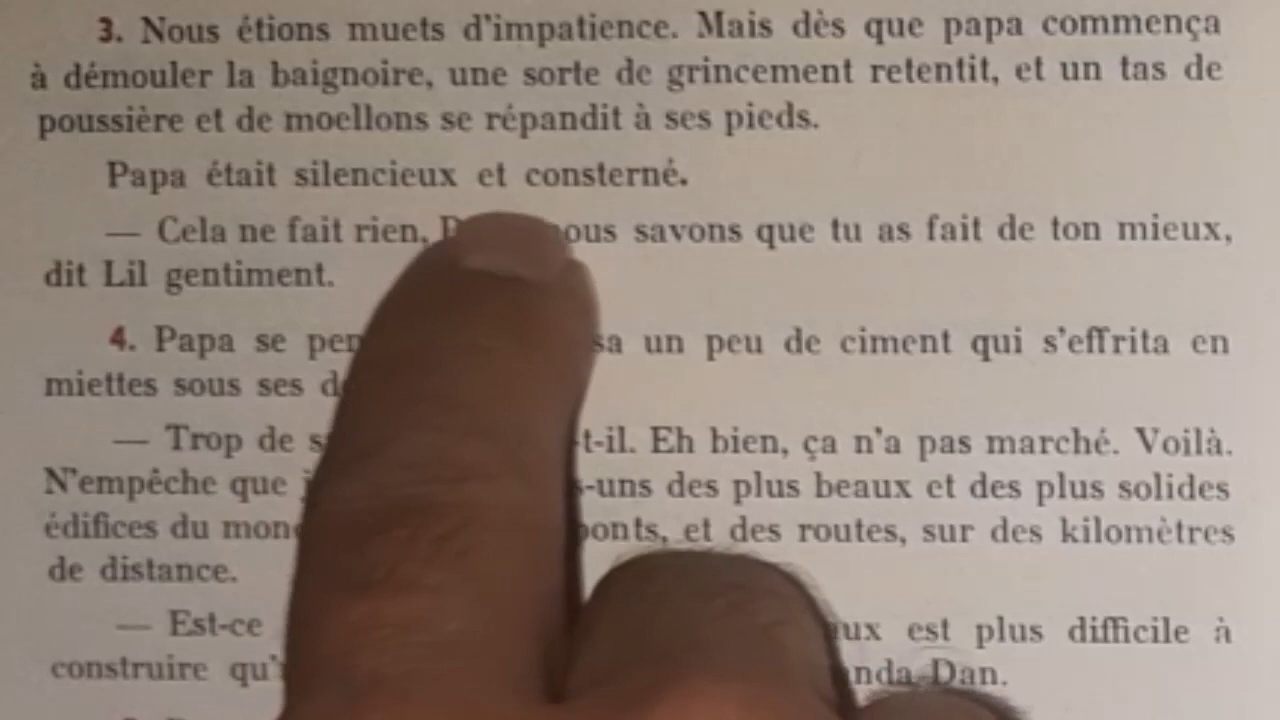 3. Nous étions muets d'impatience. Mais dès que papa commença
à démouler la baignoire, une sorte de grincement retentit, et un tas de
poussière et de moellons se répandit à ses pieds.
Papa était silencieux et consterné.
— Cela ne fait rien, nous savons que tu as fait de ton mieux,
dit Lil gentiment.
4. Papa se un peu de ciment qui s'effrita en
miettes sous ses
— Trop de t-il. Eh bien, ça n'a pas marché. Voilà.
N'empêche que -uns des plus beaux et des plus solides
édifices du ponts, et des routes, sur des kilomètres
de distance.
— Est-ce est plus difficile à
construire Dan.